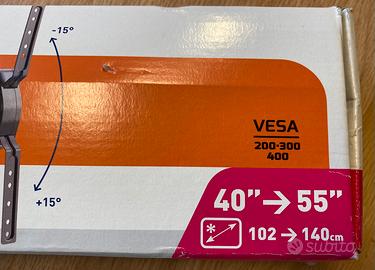 -15°
VESA
200-300
400
+15°
40”→55”
* 102→140cm
subito